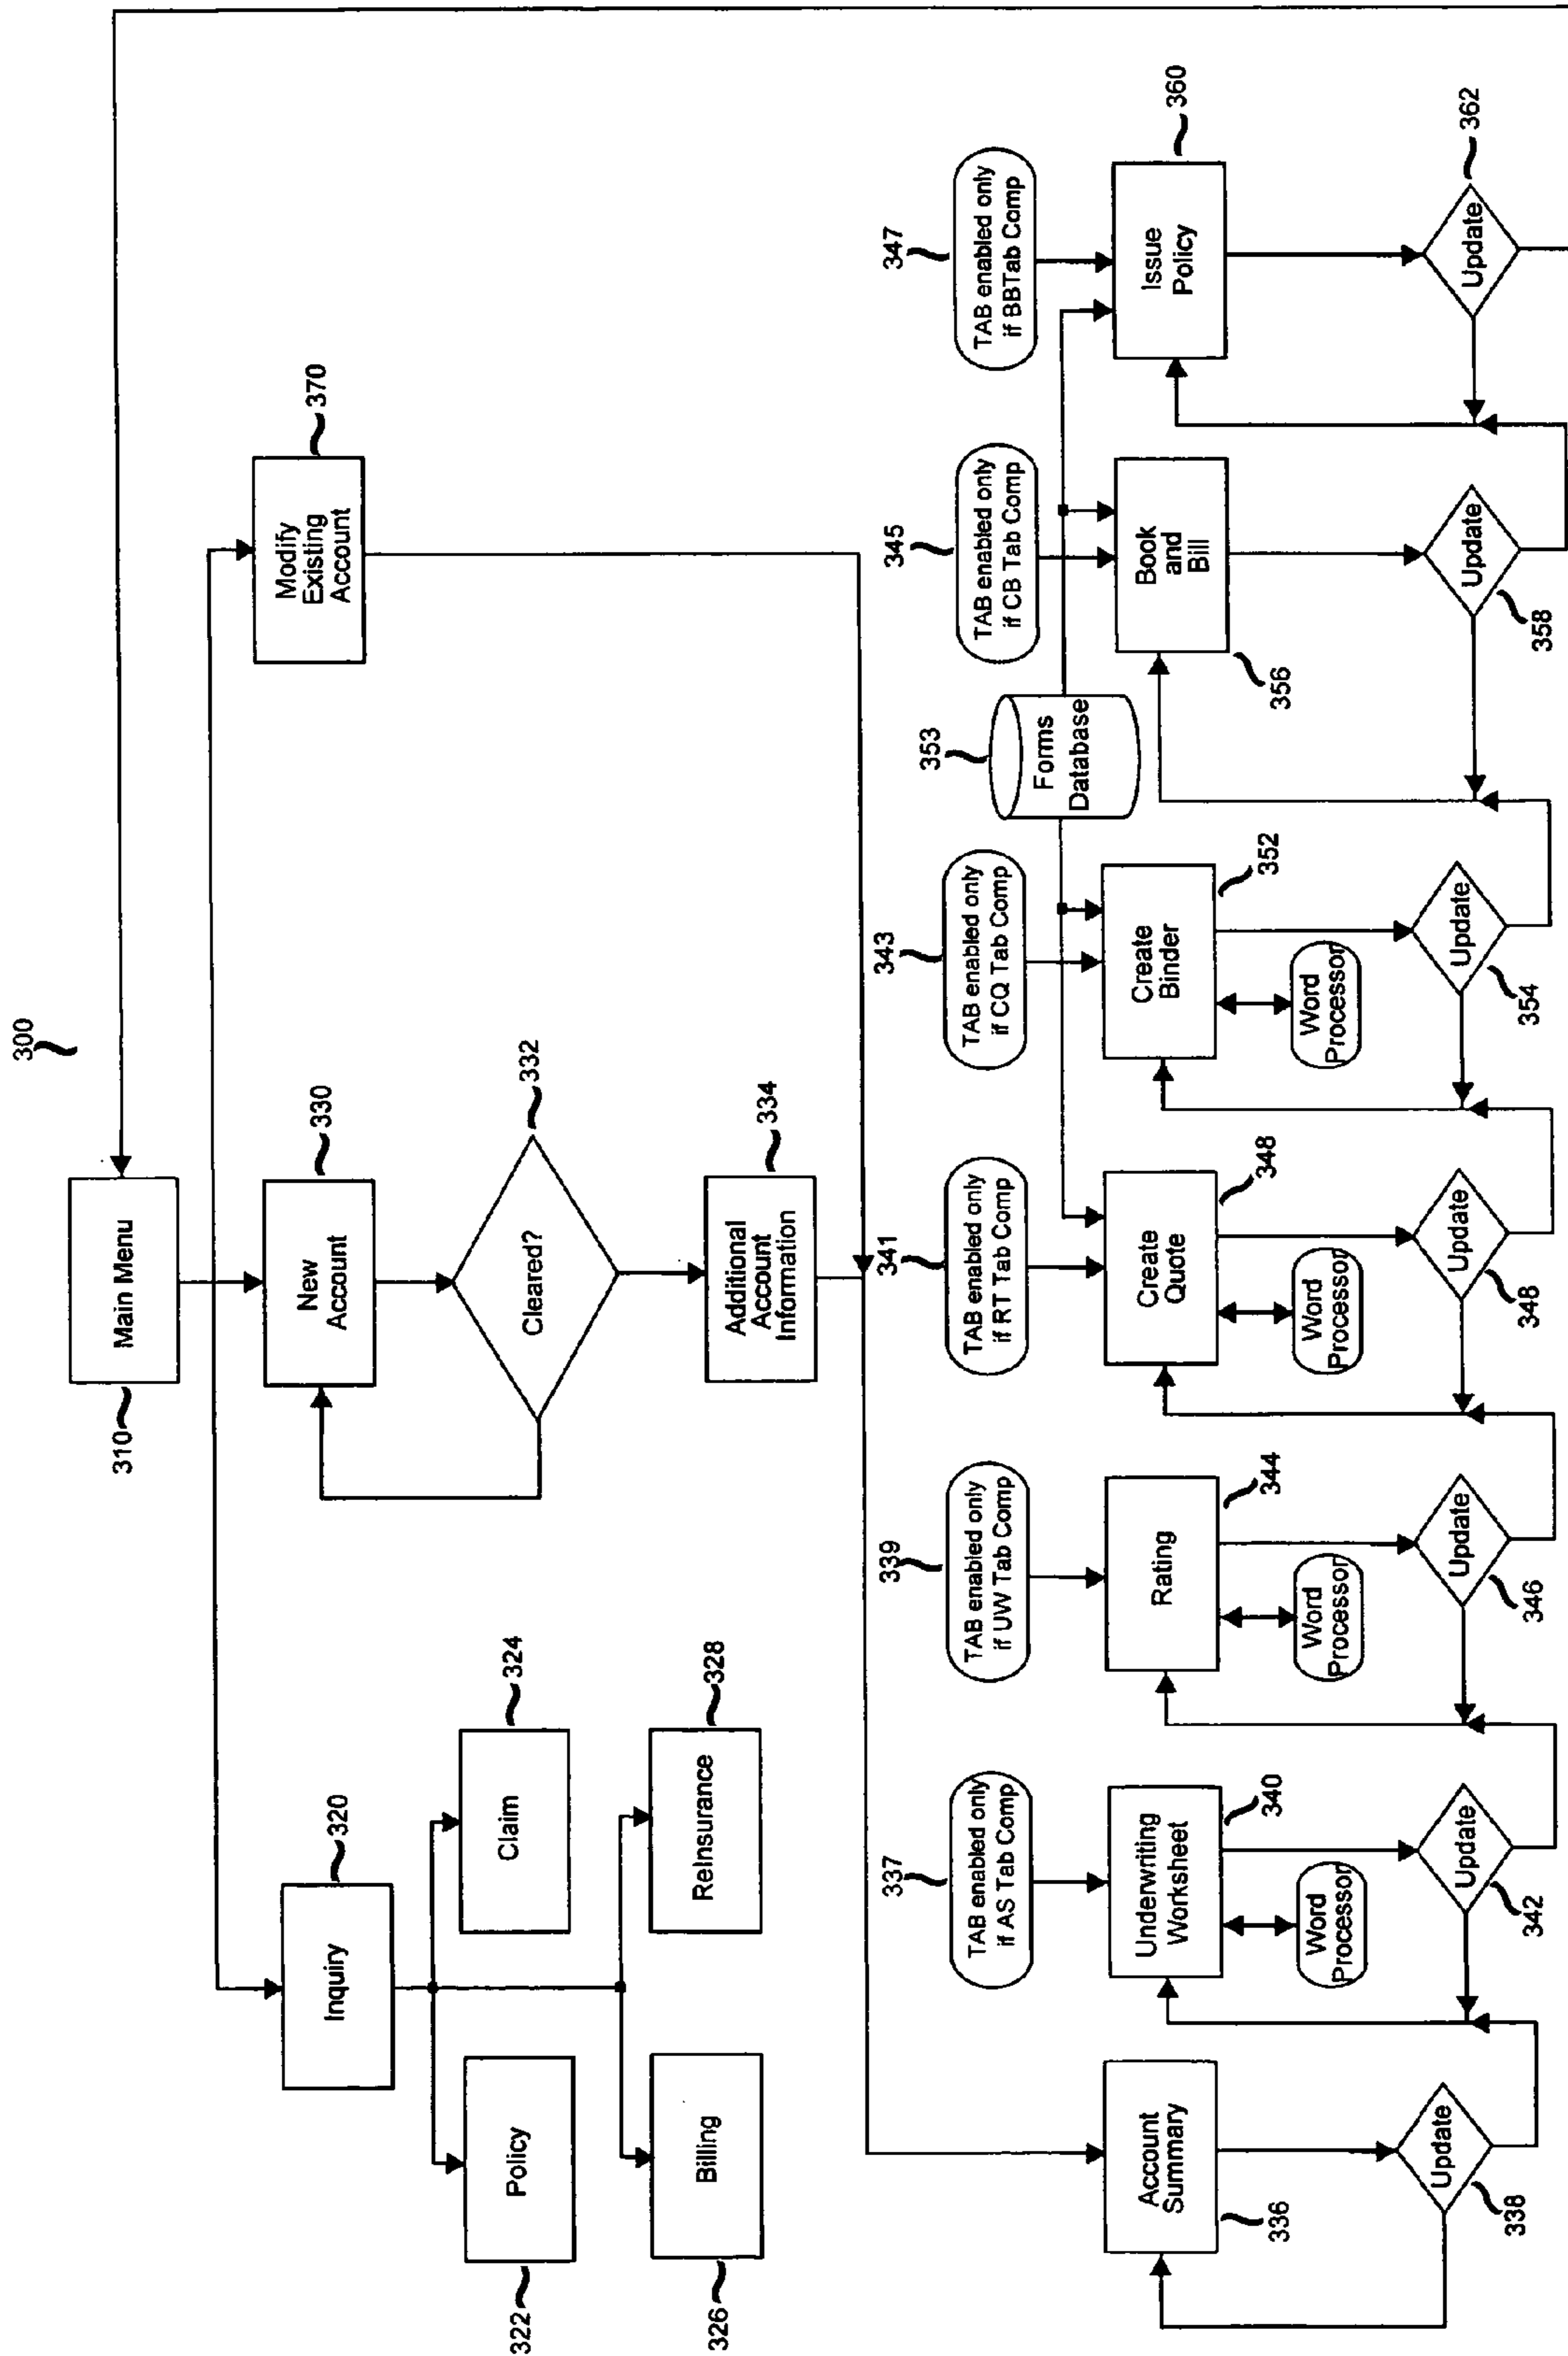 300
310
Main Menu
320
Inquiry
330
New
Account
370
Modify
Existing
Account
322
Policy
324
Claim
332
Cleared?
326
Billing
328
ReInsurance
334
Additional
Account
Information
337
TAB enabled only
if AS Tab Comp
339
TAB enabled only
if UW Tab Comp
341
TAB enabled only
if RT Tab Comp
343
TAB enabled only
if CQ Tab Comp
353
Forms
Database
345
TAB enabled only
if CB Tab Comp
347
TAB enabled only
if BBTab Comp
Account
Summary
336
Underwriting
Worksheet
340
Rating
344
Create
Quote
348
Create
Binder
352
Book
and
Bill
356
Issue
Policy
360
Word
Processor
Word
Processor
Word
Processor
Word
Processor
Update
338
Update
342
Update
346
Update
348
Update
354
Update
358
Update
362